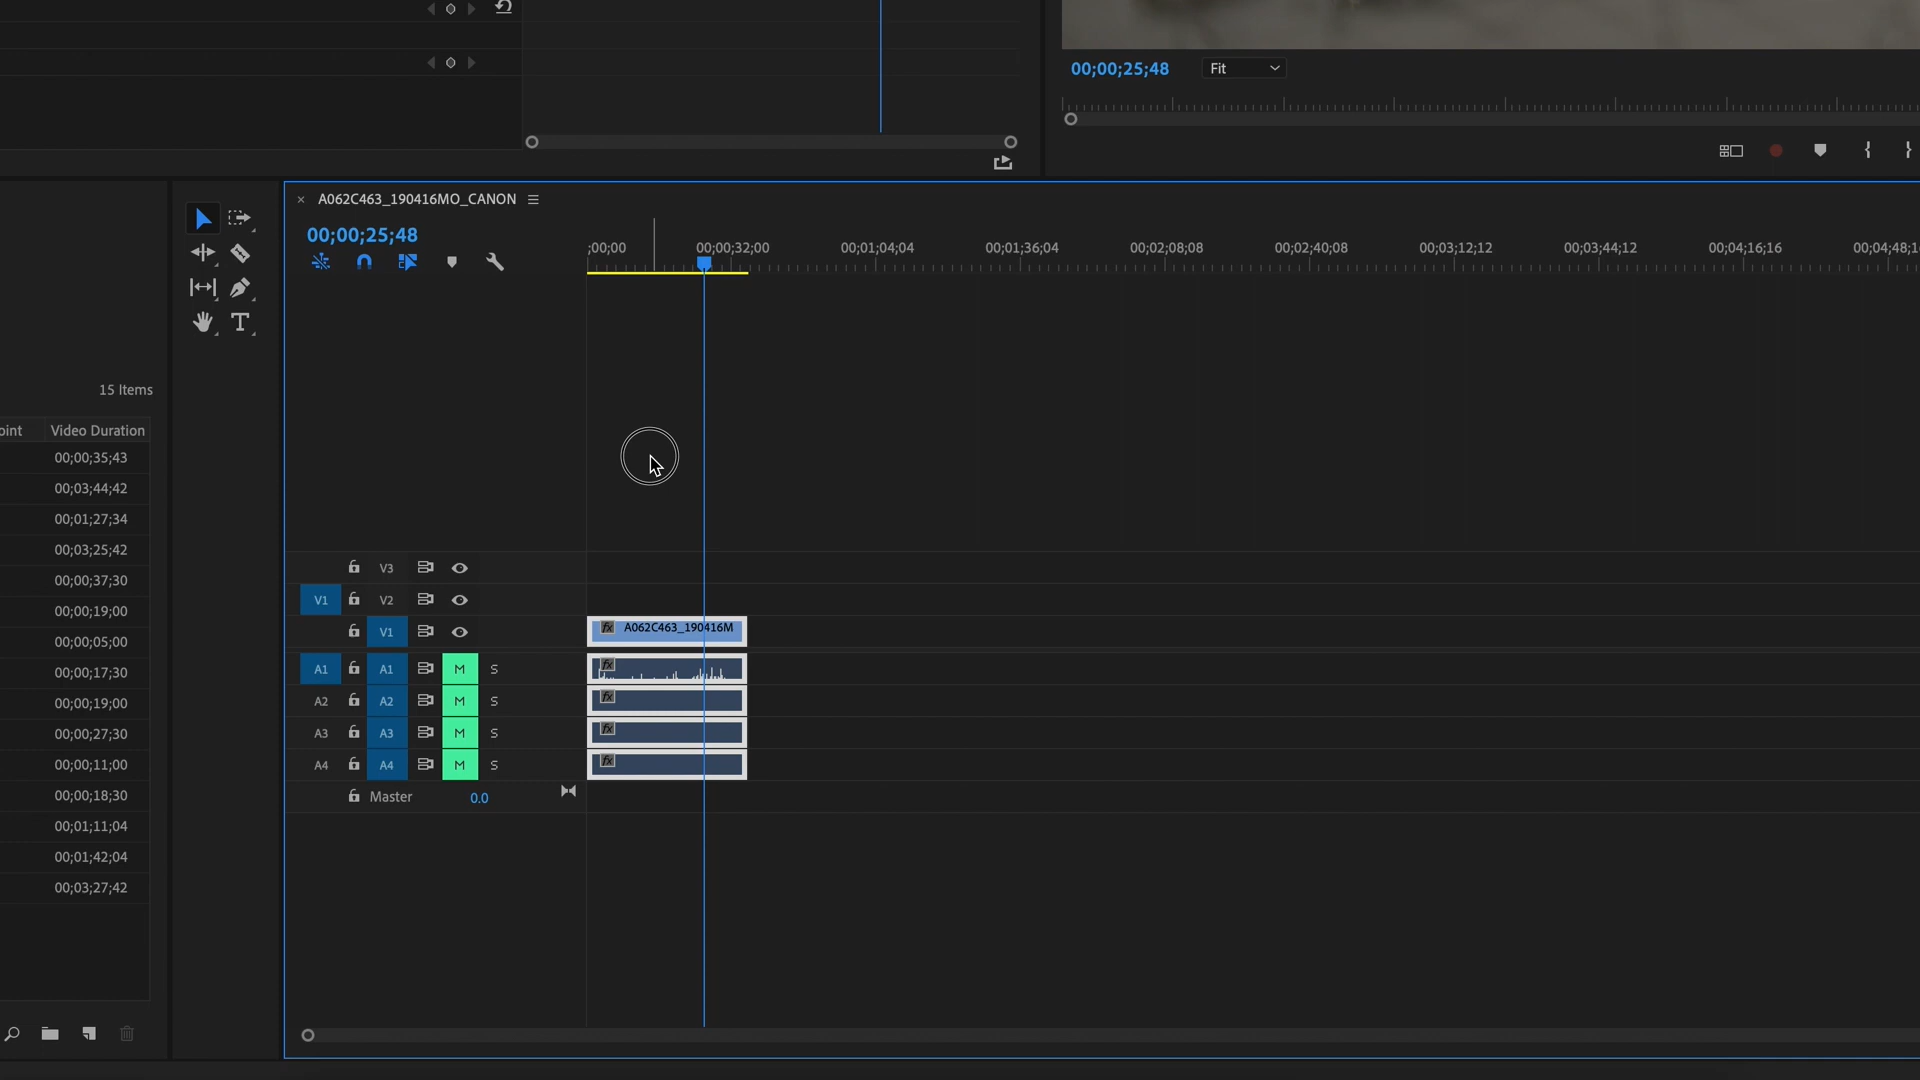 00;00;25;48
Fit
× A062C463_190416MO_CANON
00;00;25;48
;00;00
00;00;32;00
00;01;04;04
00;01;36;04
00;02;08;08
00;02;40;08
00;03;12;12
00;03;44;12
00;04;16;16
00;04;48;1
15 Items
oint Video Duration
00;00;35;43
00;03;44;42
00;01;27;34
00;03;25;42
00;00;37;30
00;00;19;00
00;00;05;00
00;00;17;30
00;00;19;00
00;00;27;30
00;00;11;00
00;00;18;30
00;01;11;04
00;01;42;04
00;03;27;42
V3
V1 V2
V1
fx A062C463_190416M
A1 A1 M S
fx
A2 A2 M S
fx
A3 A3 M S
fx
A4 A4 M S
fx
Master 0.0